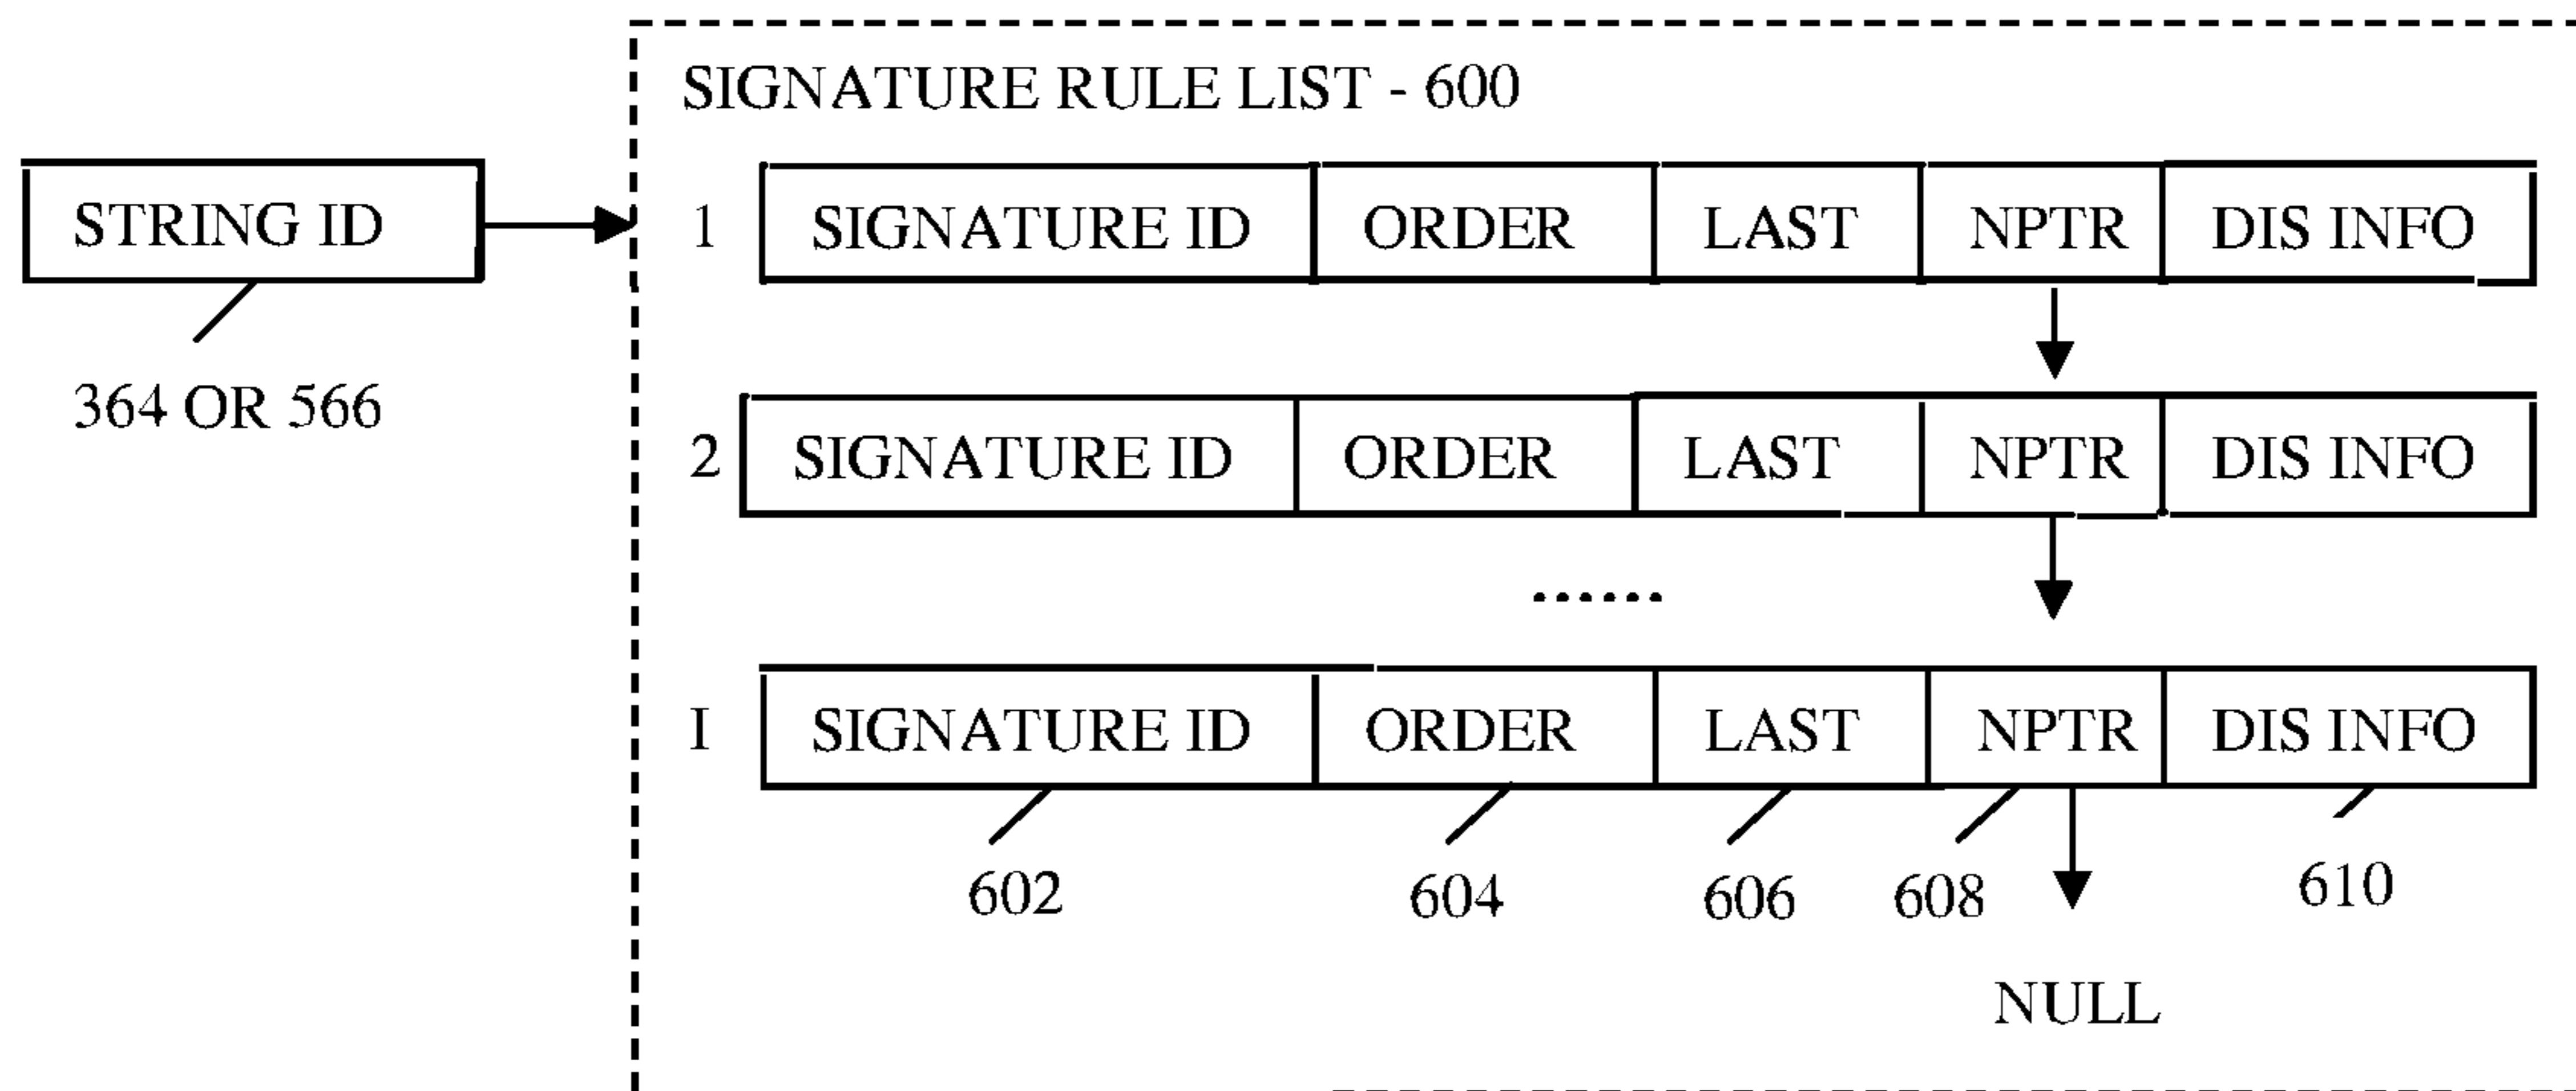 SIGNATURE RULE LIST - 600
STRING ID
364 OR 566
1 SIGNATURE ID ORDER LAST NPTR DIS INFO
2 SIGNATURE ID ORDER LAST NPTR DIS INFO
......
I SIGNATURE ID ORDER LAST NPTR DIS INFO
602 604 606 608 610
NULL